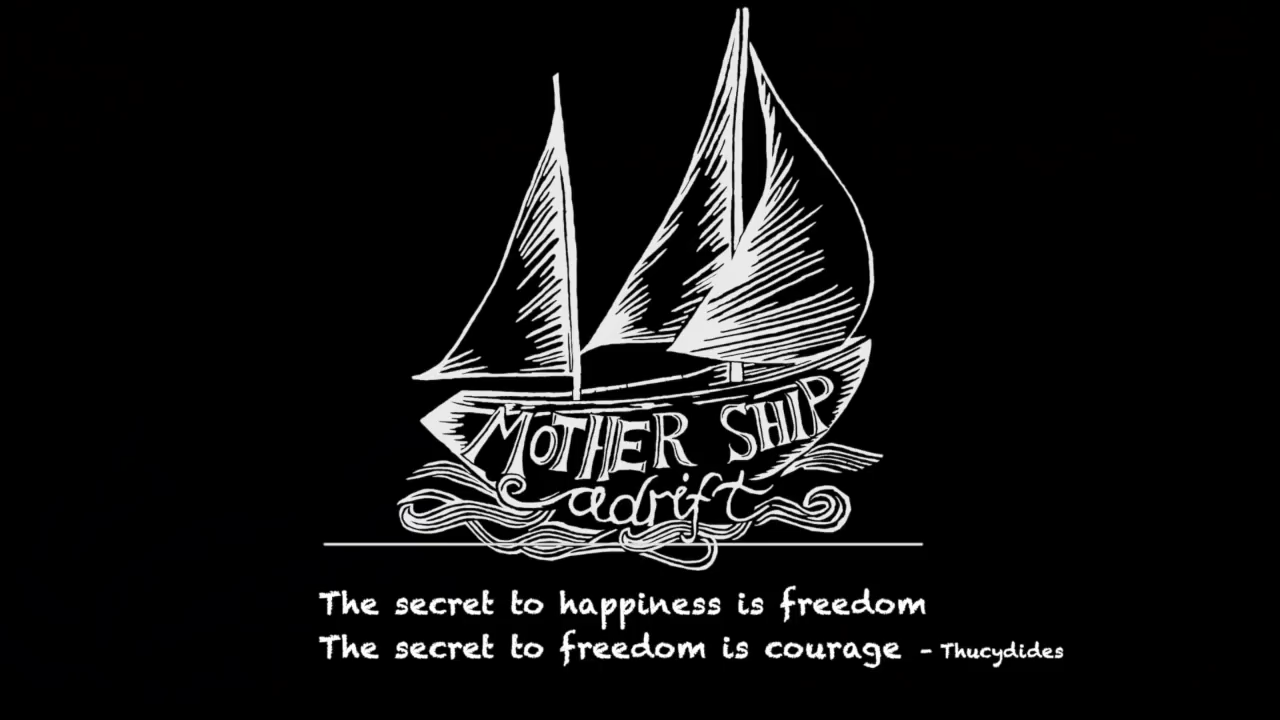 MOTHER SHIP
adrift
The secret to happiness is freedom
The secret to freedom is courage - Thucydides